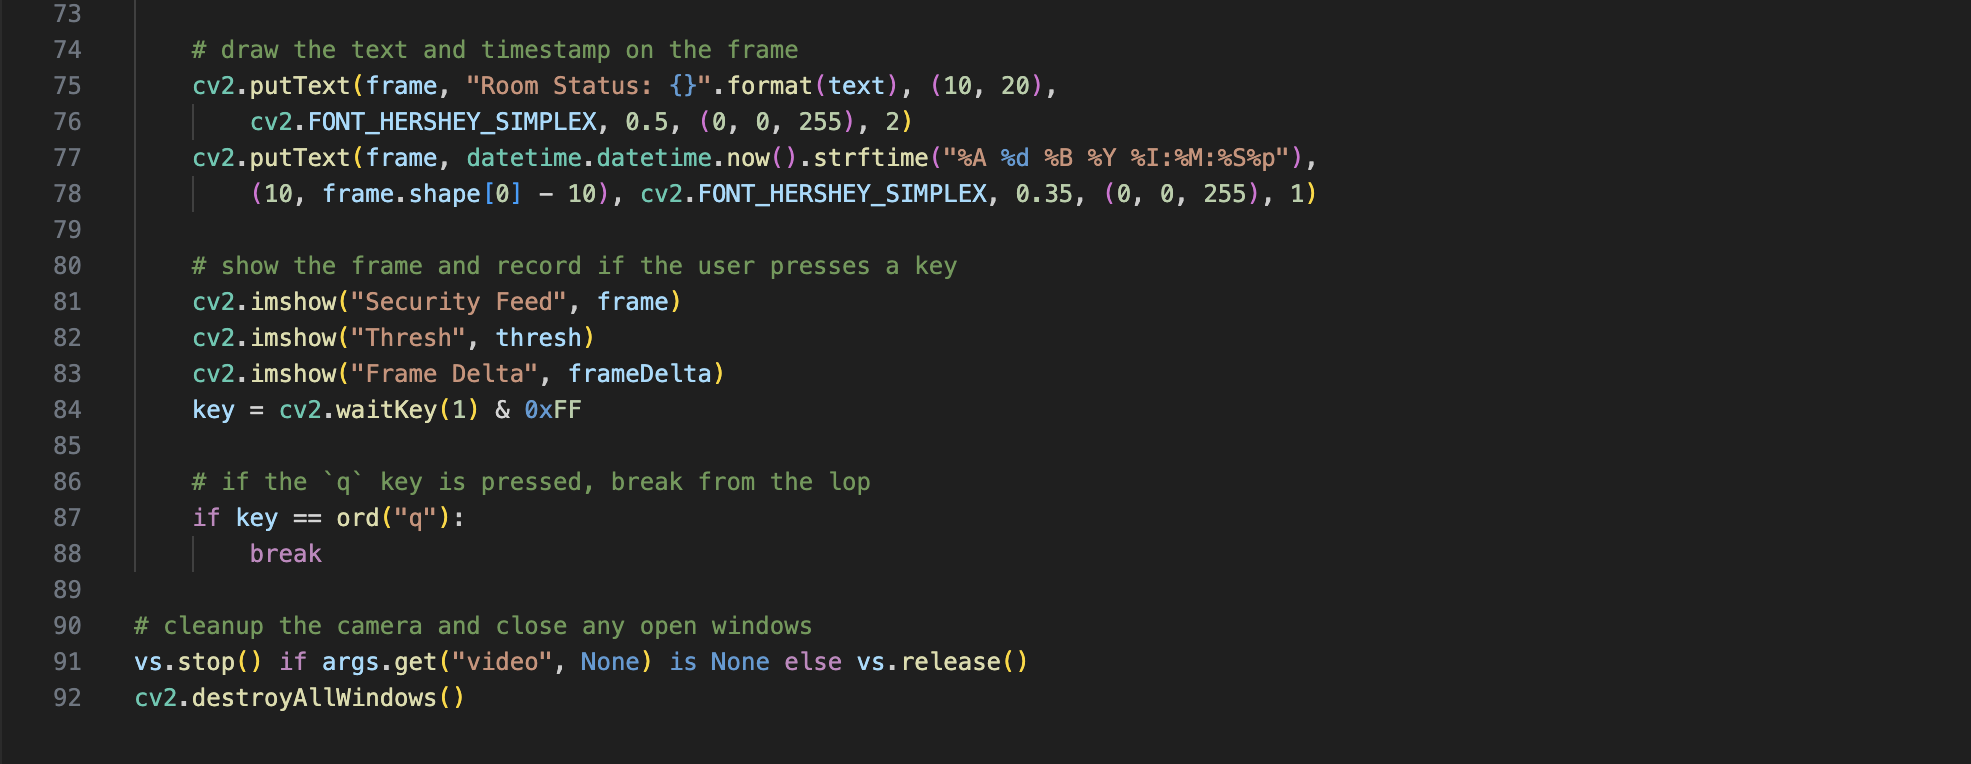 73
74 # draw the text and timestamp on the frame
75 cv2.putText(frame, "Room Status: {}".format(text), (10, 20),
76 cv2.FONT_HERSHEY_SIMPLEX, 0.5, (0, 0, 255), 2)
77 cv2.putText(frame, datetime.datetime.now().strftime("%A %d %B %Y %I:%M:%S%p"),
78 (10, frame.shape[0] - 10), cv2.FONT_HERSHEY_SIMPLEX, 0.35, (0, 0, 255), 1)
79
80 # show the frame and record if the user presses a key
81 cv2.imshow("Security Feed", frame)
82 cv2.imshow("Thresh", thresh)
83 cv2.imshow("Frame Delta", frameDelta)
84 key = cv2.waitKey(1) & 0xFF
85
86 # if the `q` key is pressed, break from the lop
87 if key == ord("q"):
88 break
89
90 # cleanup the camera and close any open windows
91 vs.stop() if args.get("video", None) is None else vs.release()
92 cv2.destroyAllWindows()